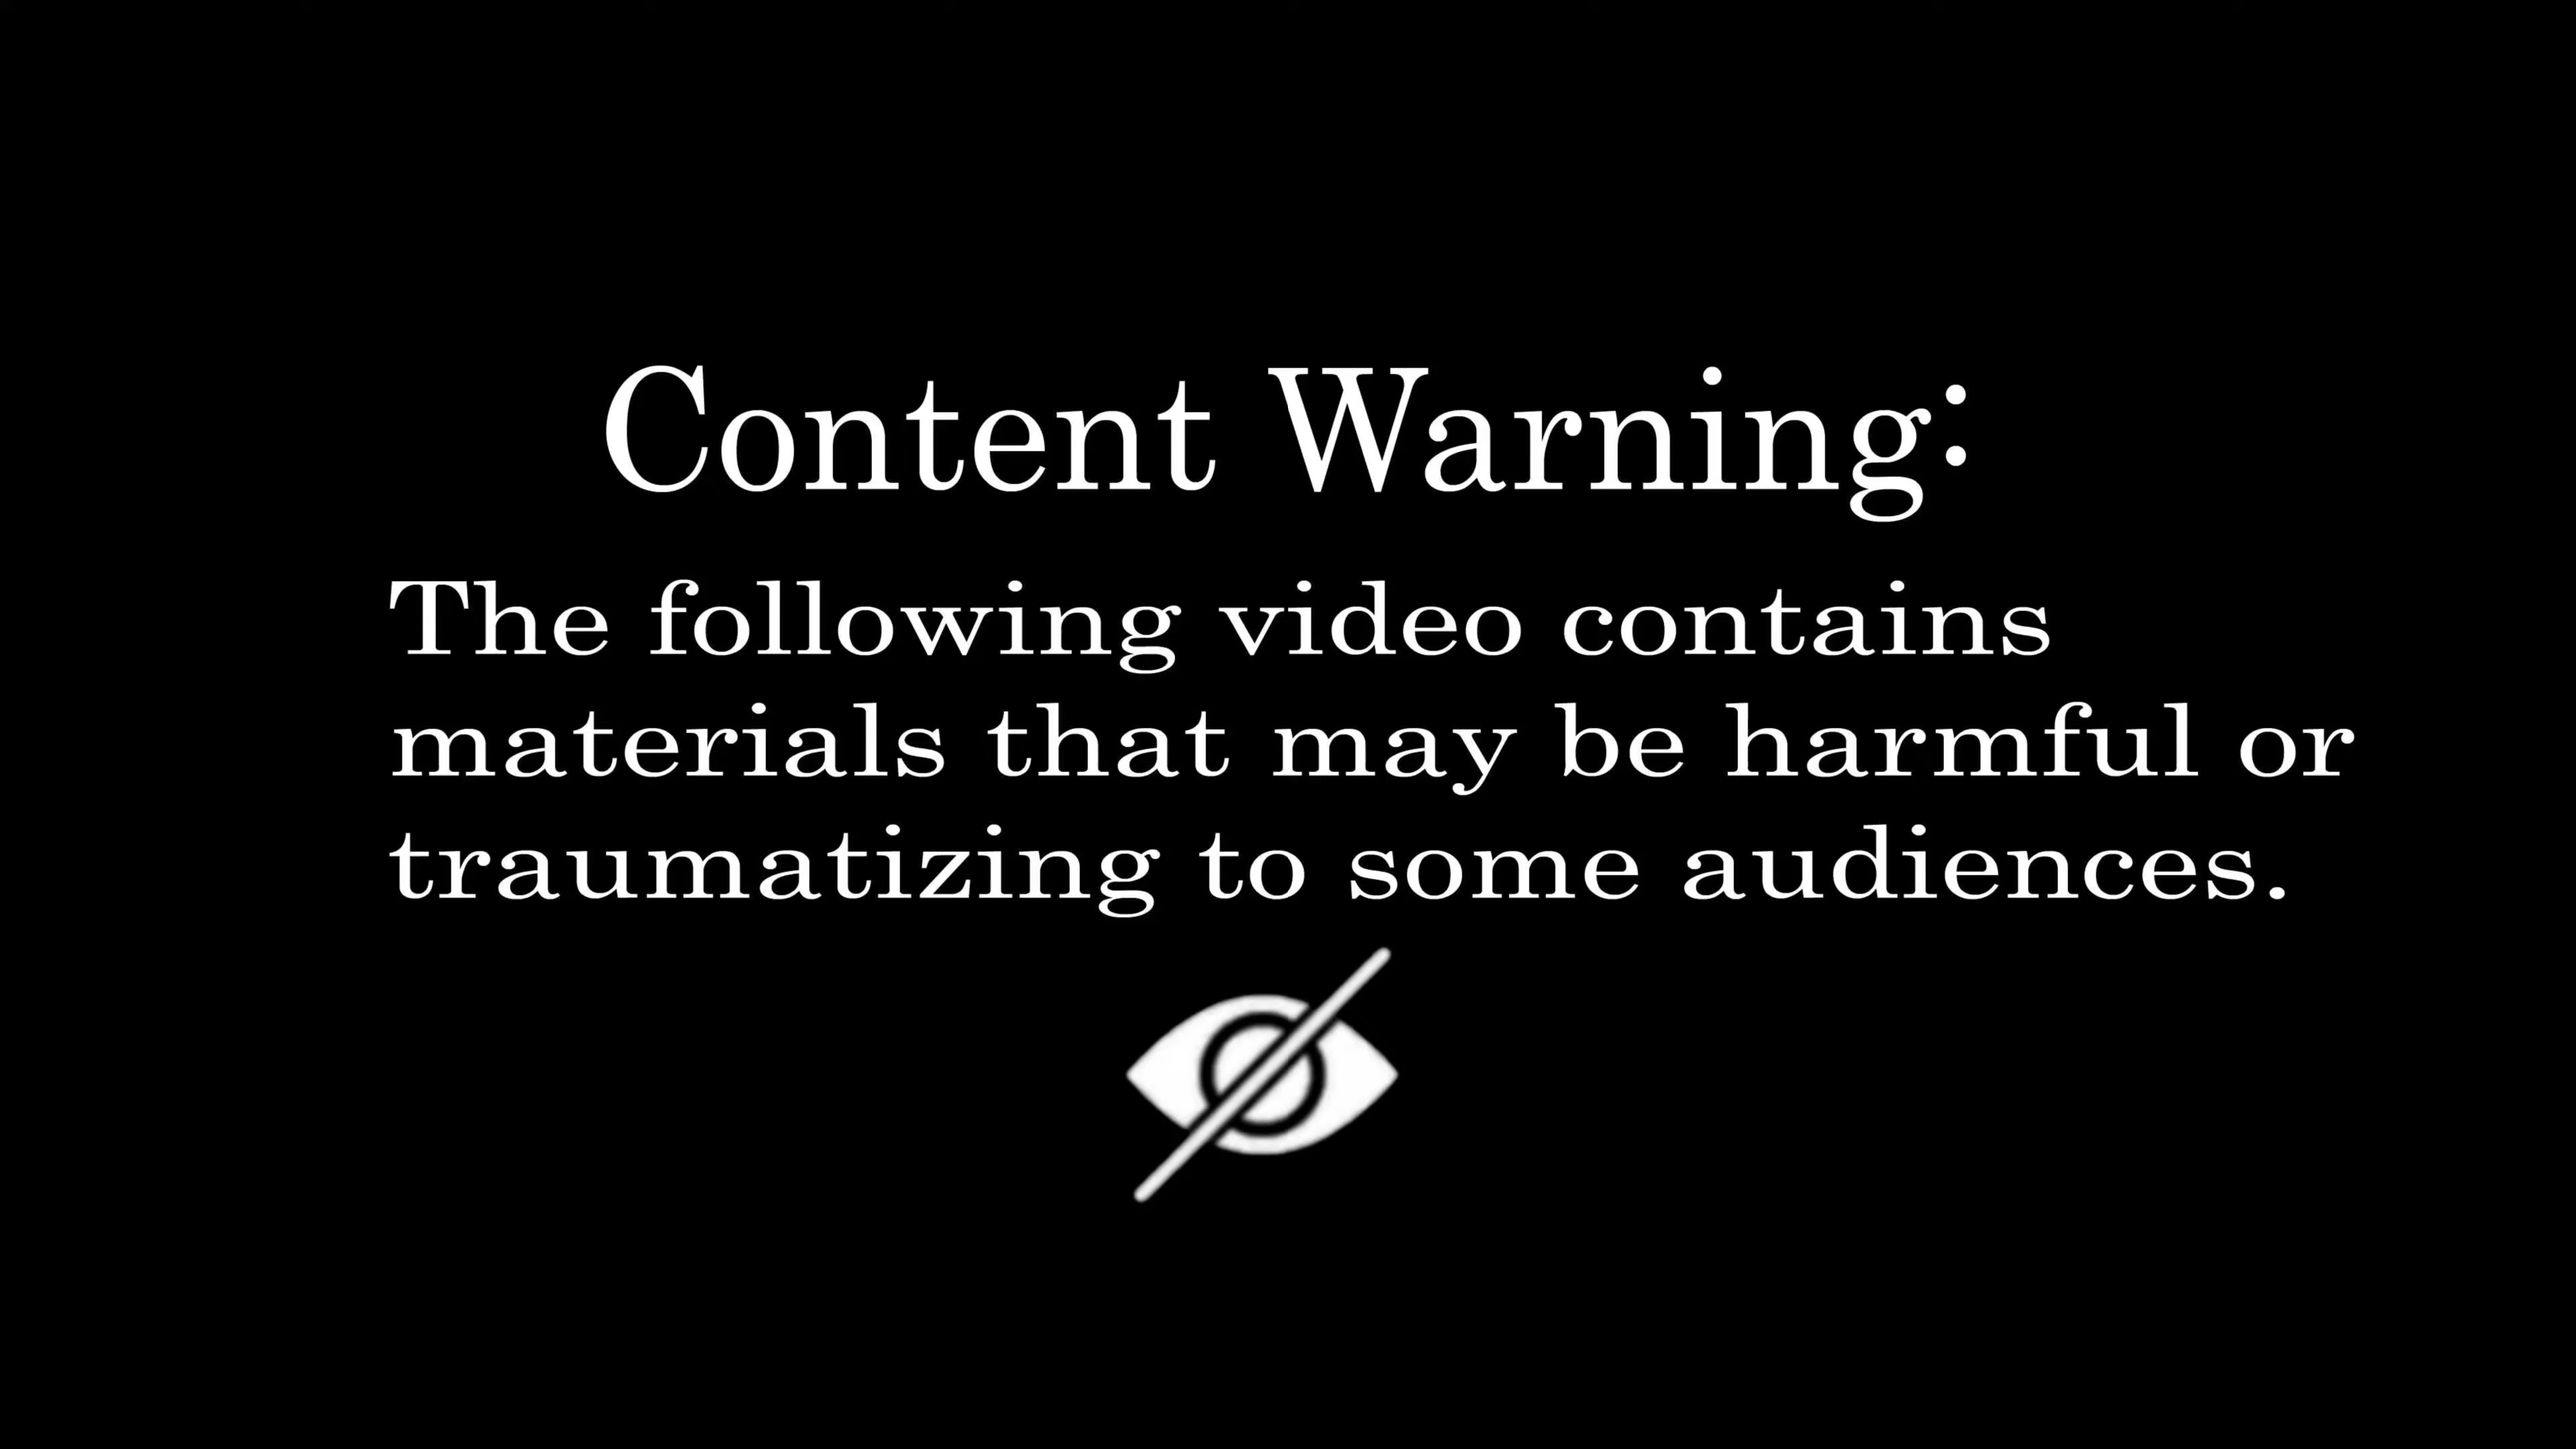 Content Warning:
The following video contains
materials that may be harmful or
traumatizing to some audiences.